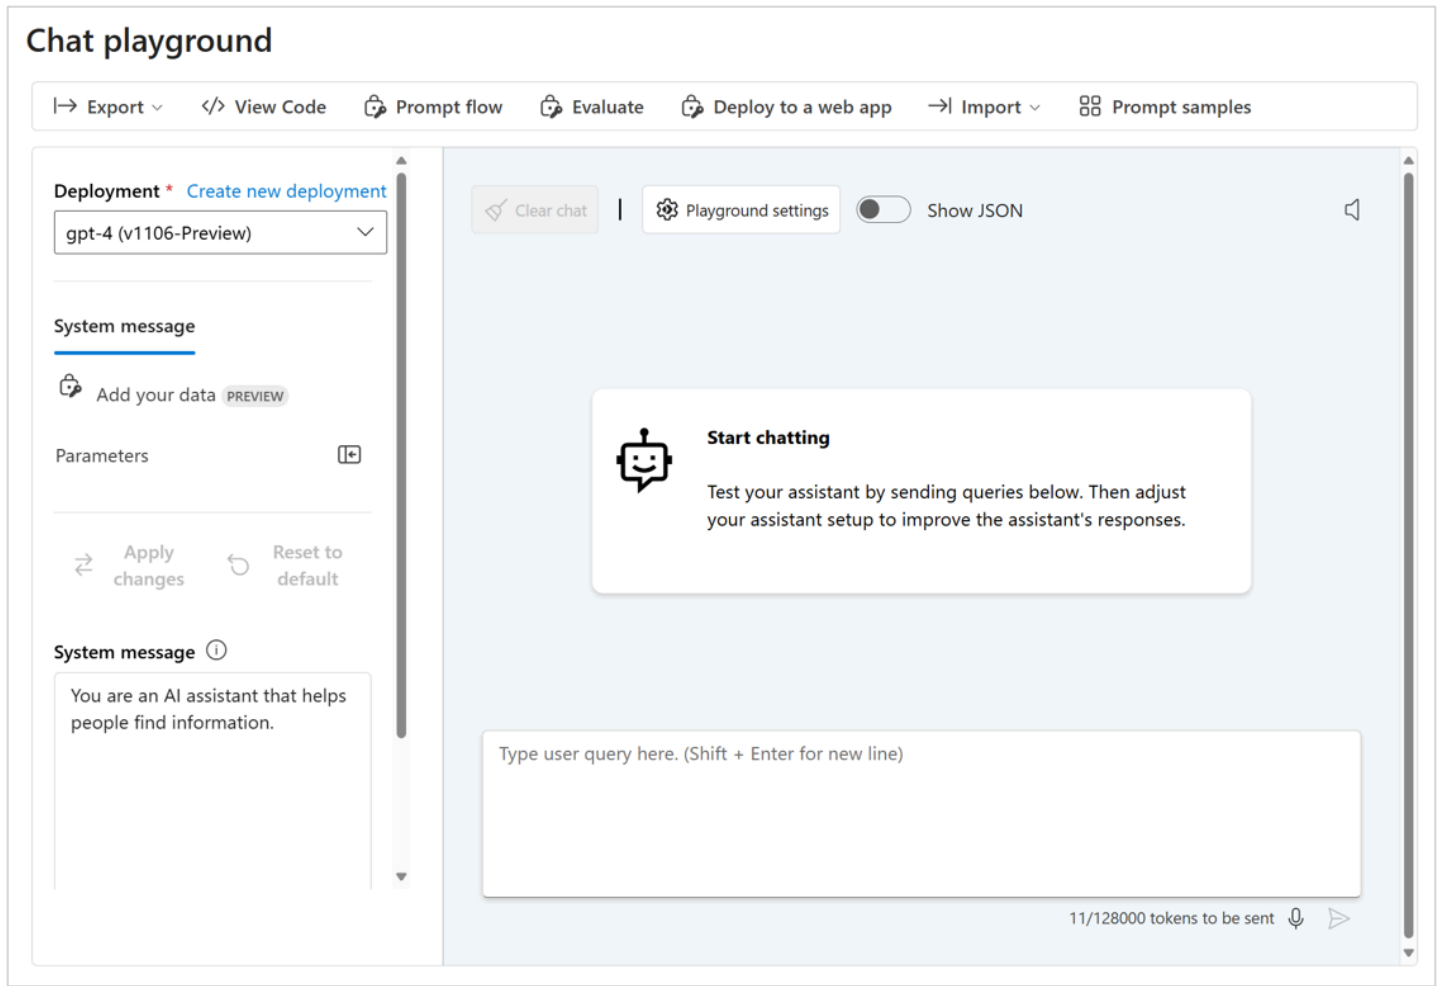 Chat playground
Export
View Code
Prompt flow
Evaluate
Deploy to a web app
Import
Prompt samples
Deployment * Create new deployment
gpt-4 (v1106-Preview)
System message
Add your data PREVIEW
Parameters
Apply
changes
Reset to
default
System message
You are an AI assistant that helps
people find information.
Clear chat
Playground settings
Show JSON
Start chatting
Test your assistant by sending queries below. Then adjust
your assistant setup to improve the assistant's responses.
Type user query here. (Shift + Enter for new line)
11/128000 tokens to be sent